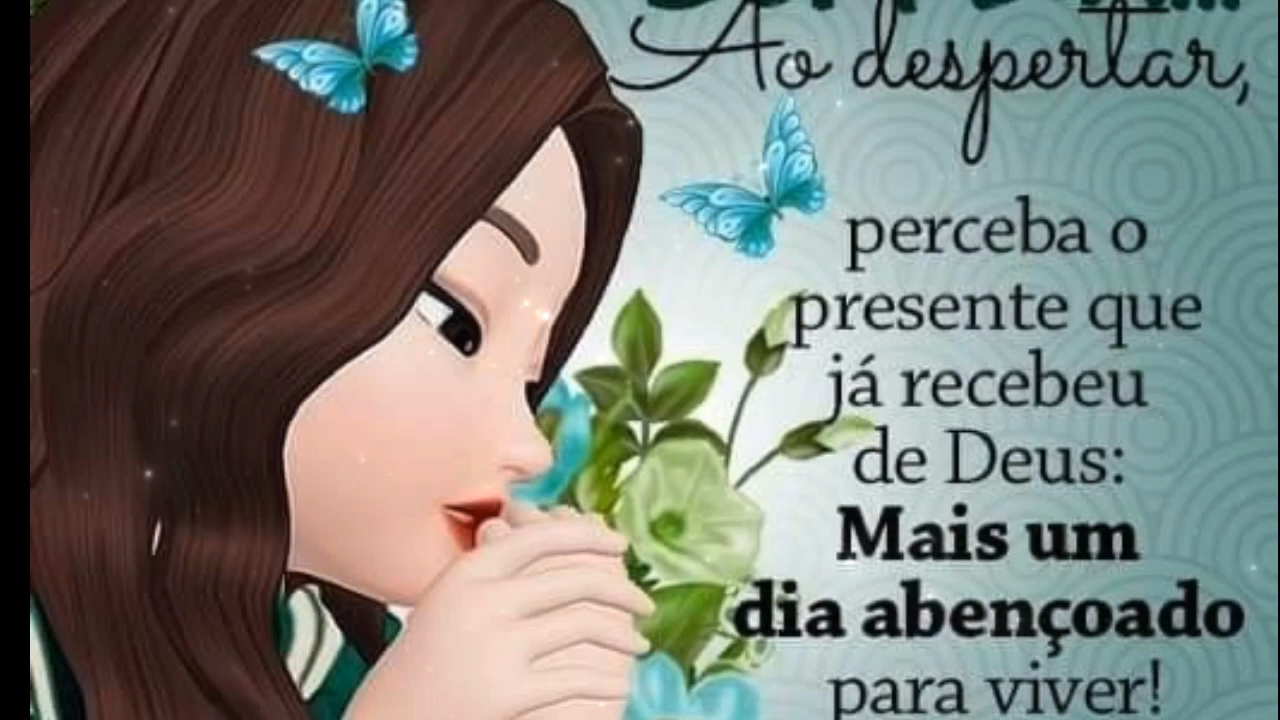 Ao despertar,
perceba o
presente que
já recebeu
de Deus:
Mais um
dia abençoado
para viver!